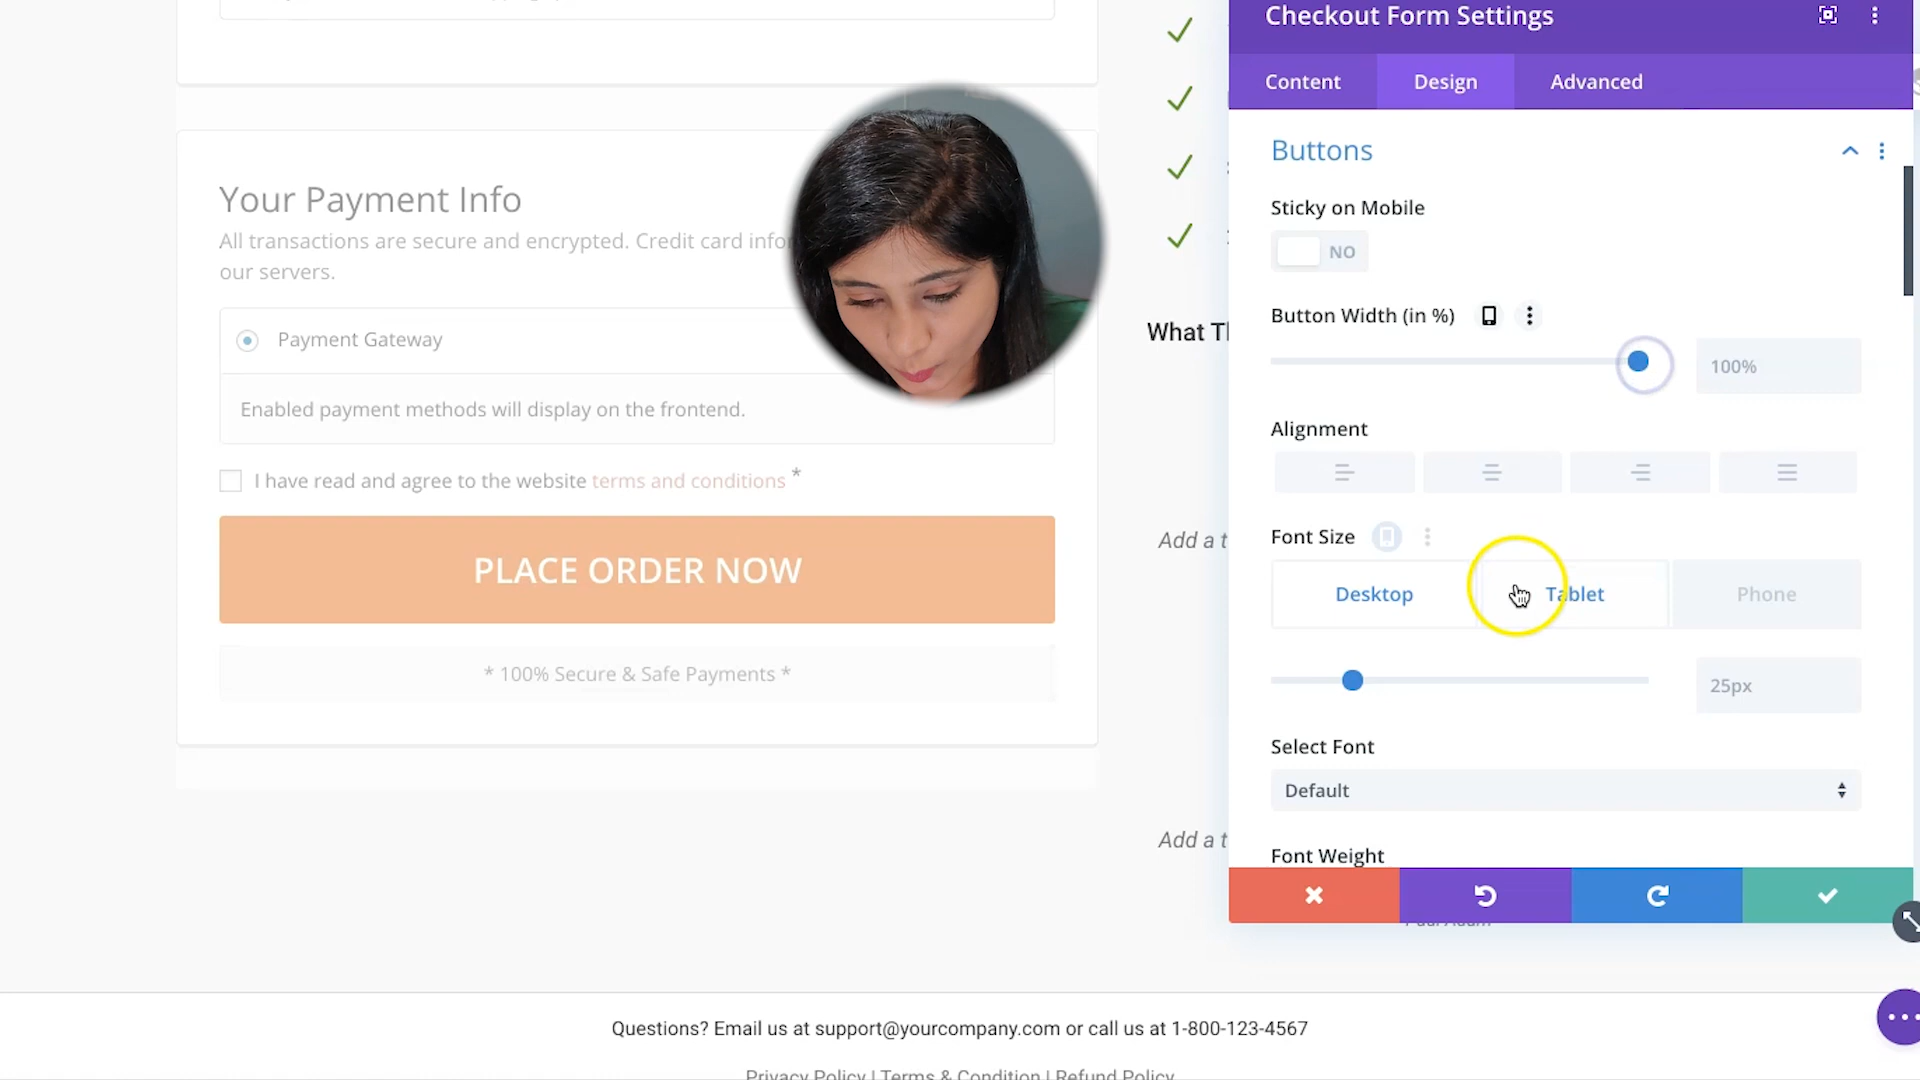 Your Payment Info
All transactions are secure and encrypted. Credit card infor
our servers.
Payment Gateway
Enabled payment methods will display on the frontend.
I have read and agree to the website terms and conditions *
PLACE ORDER NOW
* 100% Secure & Safe Payments *
What Th
Add a t
Add a t
Checkout Form Settings
Content
Design
Advanced
Buttons
Sticky on Mobile
NO
Button Width (in %)
100%
Alignment
Font Size
Desktop
Tablet
Phone
25px
Select Font
Default
Font Weight
Questions? Email us at support@yourcompany.com or call us at 1-800-123-4567
Privacy Policy | Terms & Condition | Refund Policy